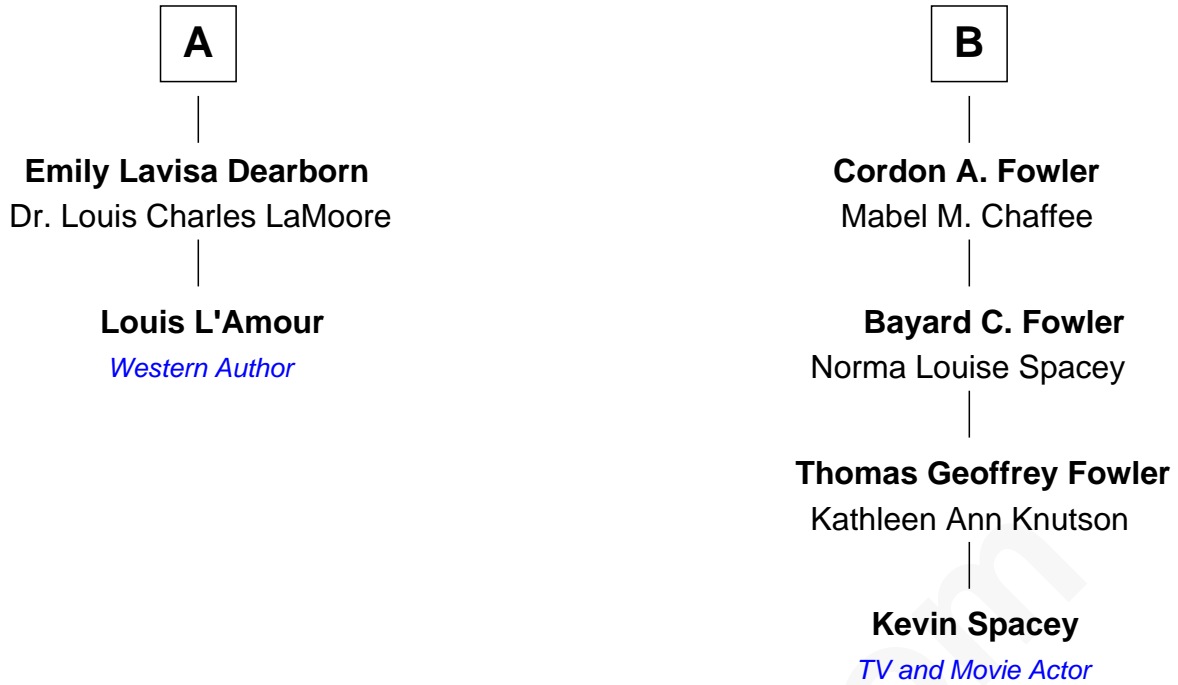 A
Emily Lavisa Dearborn
Dr. Louis Charles LaMoore
Louis L'Amour
Western Author
B
Cordon A. Fowler
Mabel M. Chaffee
Bayard C. Fowler
Norma Louise Spacey
Thomas Geoffrey Fowler
Kathleen Ann Knutson
Kevin Spacey
TV and Movie Actor